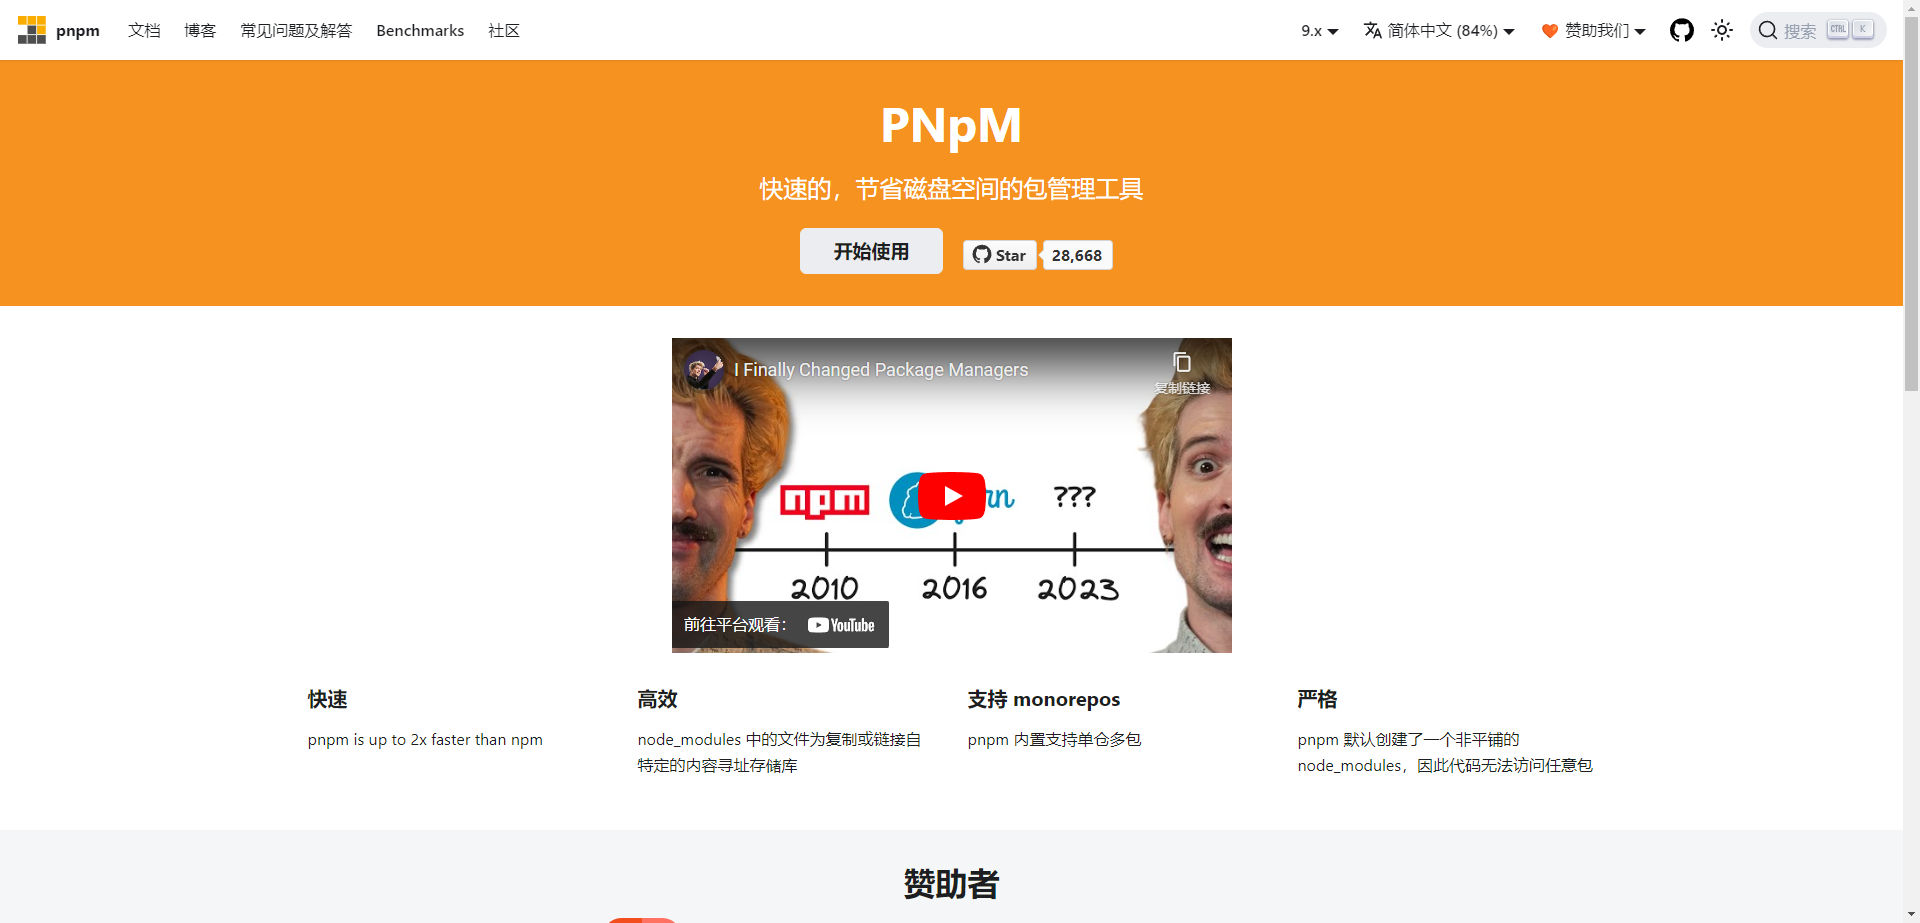 pnpm
文档
博客
常见问题及解答
Benchmarks
社区
9.x
简体中文 (84%)
赞助我们
搜索
CTRL
K
PNpM
快速的，节省磁盘空间的包管理工具
开始使用
Star
28,668
I Finally Changed Package Managers
复制链接
npm
???
2010
2016
2023
前往平台观看：
YouTube
快速
pnpm is up to 2x faster than npm
高效
node_modules 中的文件为复制或链接自
特定的内容寻址存储库
支持 monorepos
pnpm 内置支持单仓多包
严格
pnpm 默认创建了一个非平铺的
node_modules，因此代码无法访问任意包
赞助者